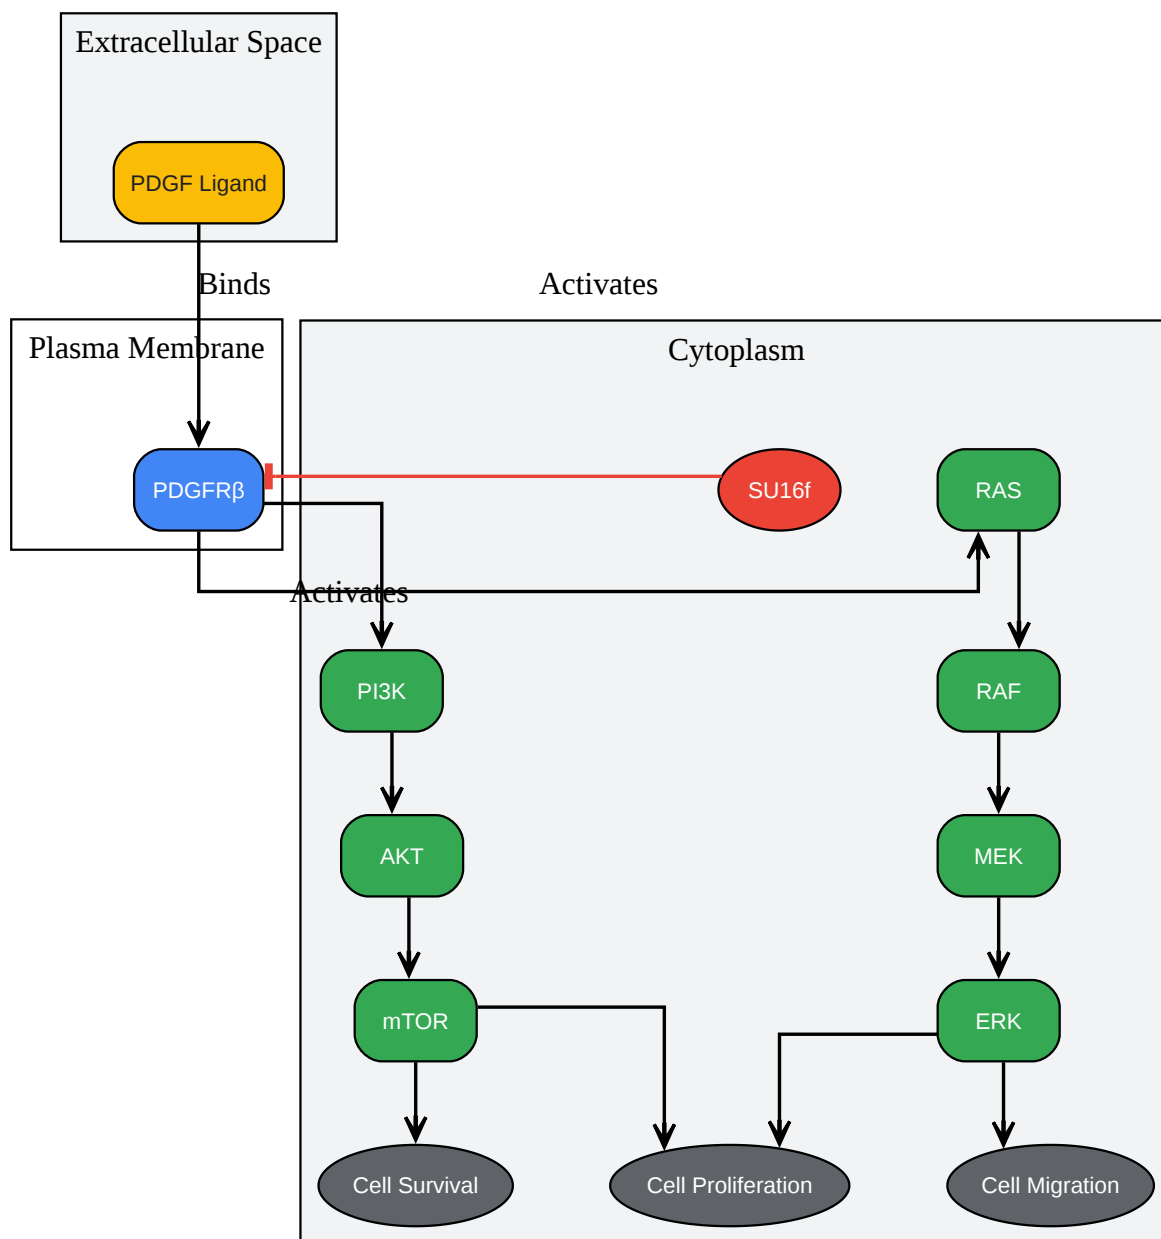 Extracellular Space
PDGF Ligand
Binds
Activates
Plasma Membrane
Cytoplasm
PDGFRβ
SU16f
RAS
Activates
PI3K
RAF
AKT
MEK
mTOR
ERK
Cell Survival
Cell Proliferation
Cell Migration